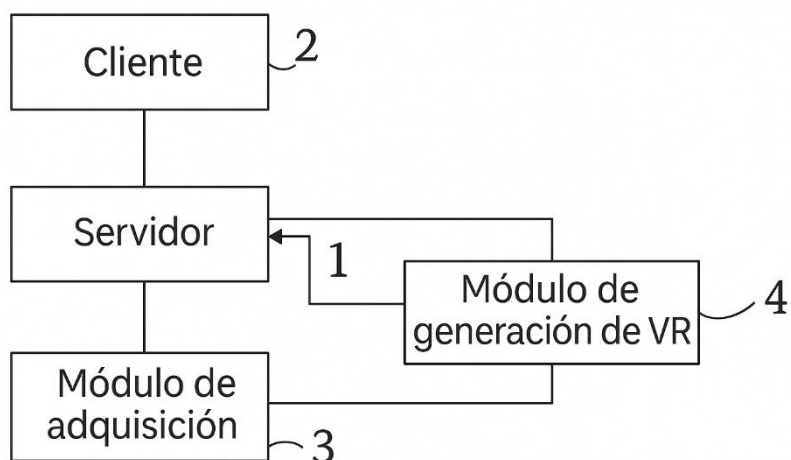 Cliente
2
Servidor
1
Módulo de
generación de VR
4
Módulo de
adquisición
3